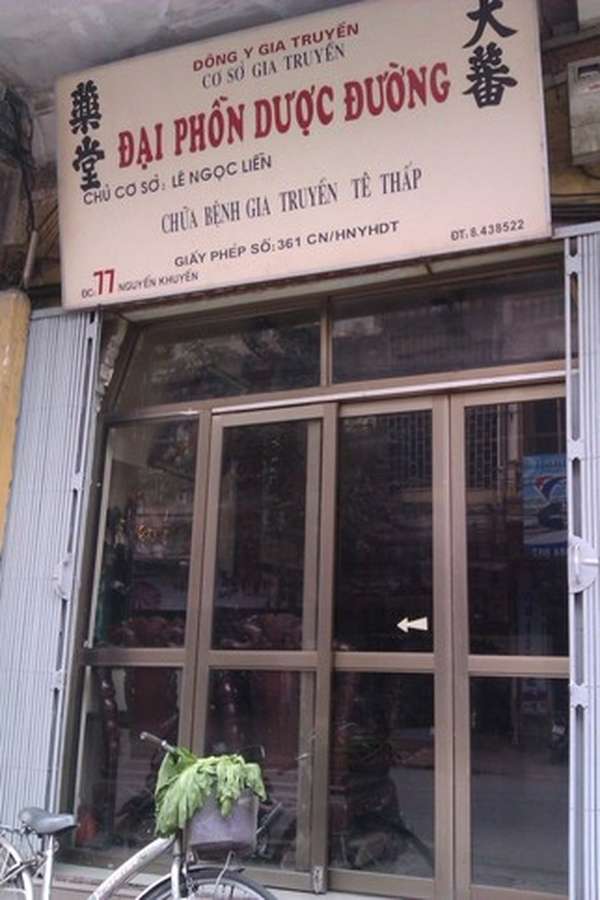 ĐÔNG Y GIA TRUYỀN
CƠ SỞ GIA TRUYỀN
大蕃
藥堂
ĐẠI PHỒN DƯỢC ĐƯỜNG
CHỦ CƠ SỞ: LÊ NGỌC LIÊN
CHỮA BỆNH GIA TRUYỀN TÊ THẤP
GIẤY PHÉP SỐ: 361 CN/HNYHDT
ĐC: 77 NGUYỄN KHUYẾN
ĐT: 8.438522